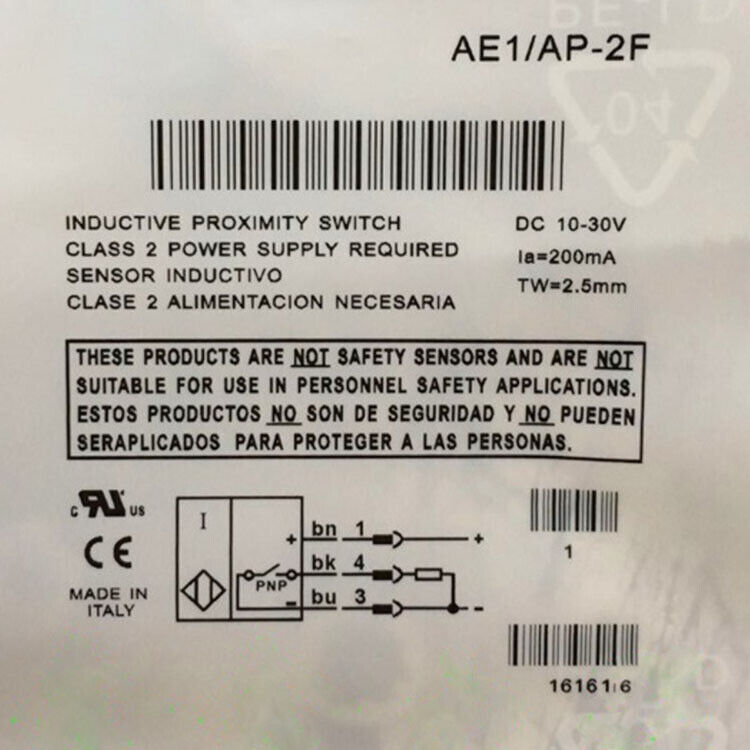 AE1/AP-2F
04
INDUCTIVE PROXIMITY SWITCH
CLASS 2 POWER SUPPLY REQUIRED
SENSOR INDUCTIVO
CLASE 2 ALIMENTACION NECESARIA
DC 10-30V
Ia=200mA
TW=2.5mm
THESE PRODUCTS ARE NOT SAFETY SENSORS AND ARE NOT
SUITABLE FOR USE IN PERSONNEL SAFETY APPLICATIONS.
ESTOS PRODUCTOS NO SON DE SEGURIDAD Y NO PUEDEN
SERAPLICADOS PARA PROTEGER A LAS PERSONAS.
c RU US
CE
MADE IN
ITALY
I
+ bn 1 +
bk 4
PNP
- bu 3 -
1
161616